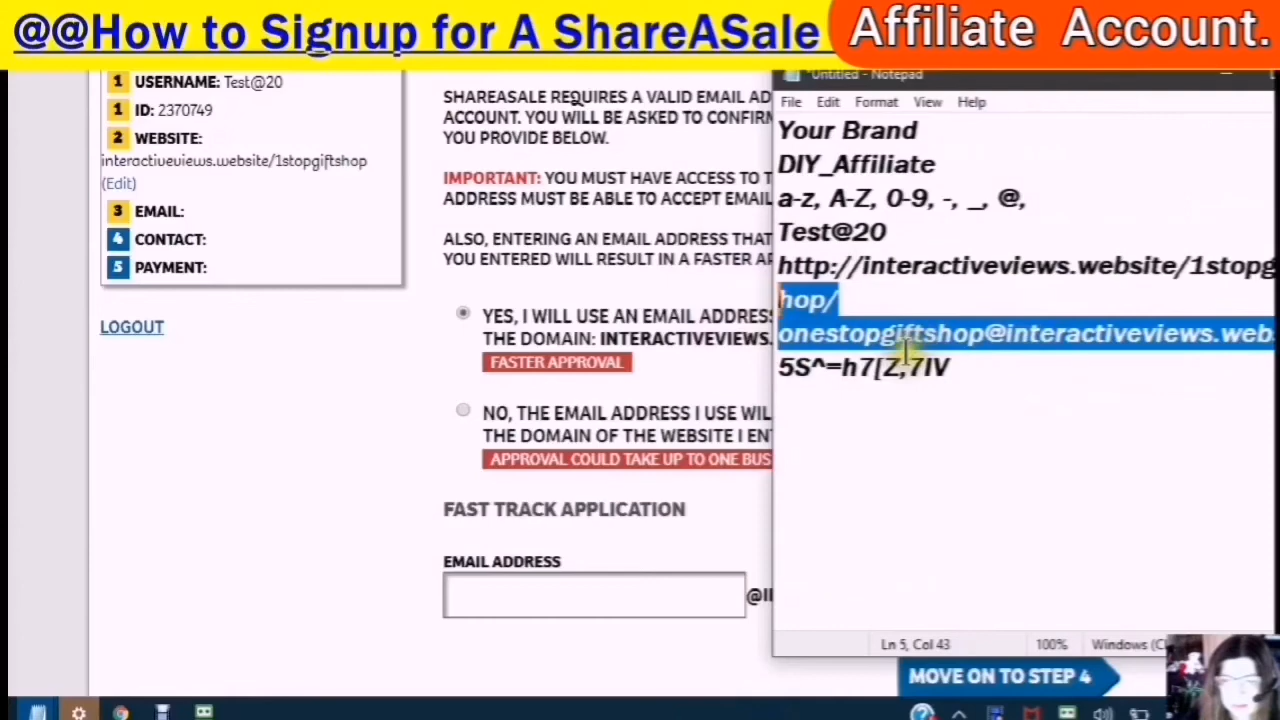 @@How to Signup for A ShareASale
Affiliate Account.
1 USERNAME: Test@20
1 ID: 2370749
2 WEBSITE:
interactiveviews.website/1stopgiftshop
(Edit)
3 EMAIL:
4 CONTACT:
5 PAYMENT:
LOGOUT
SHAREASALE REQUIRES A VALID EMAIL AD
ACCOUNT. YOU WILL BE ASKED TO CONFIRM
YOU PROVIDE BELOW.
IMPORTANT: YOU MUST HAVE ACCESS TO T
ADDRESS MUST BE ABLE TO ACCEPT EMAIL
ALSO, ENTERING AN EMAIL ADDRESS THAT
YOU ENTERED WILL RESULT IN A FASTER AP
YES, I WILL USE AN EMAIL ADDRESS
THE DOMAIN: INTERACTIVEVIEWS.
FASTER APPROVAL
NO, THE EMAIL ADDRESS I USE WIL
THE DOMAIN OF THE WEBSITE I ENT
APPROVAL COULD TAKE UP TO ONE BUS
FAST TRACK APPLICATION
EMAIL ADDRESS
@I
*Untitled - Notepad
File Edit Format View Help
Your Brand
DIY_Affiliate
a-z, A-Z, 0-9, -, _, @,
Test@20
http://interactiveviews.website/1stopg
hop/
onestopgiftshop@interactiveviews.webs
5S^=h7[Z,7IV
Ln 5, Col 43 100% Windows (C
MOVE ON TO STEP 4